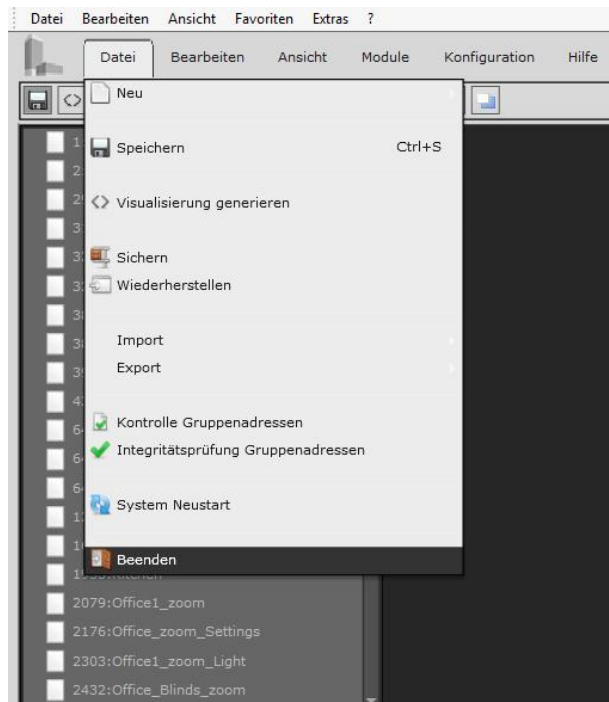 Datei Bearbeiten Ansicht Favoriten Extras ?
Datei Bearbeiten Ansicht Module Konfiguration Hilfe
Neu
Speichern Ctrl+S
Visualisierung generieren
Sichern
Wiederherstellen
Import
Export
Kontrolle Gruppenadressen
Integritätsprüfung Gruppenadressen
System Neustart
Beenden
2079:Office1_zoom
2176:Office_zoom_Settings
2303:Office1_zoom_Light
2432:Office_Blinds_zoom